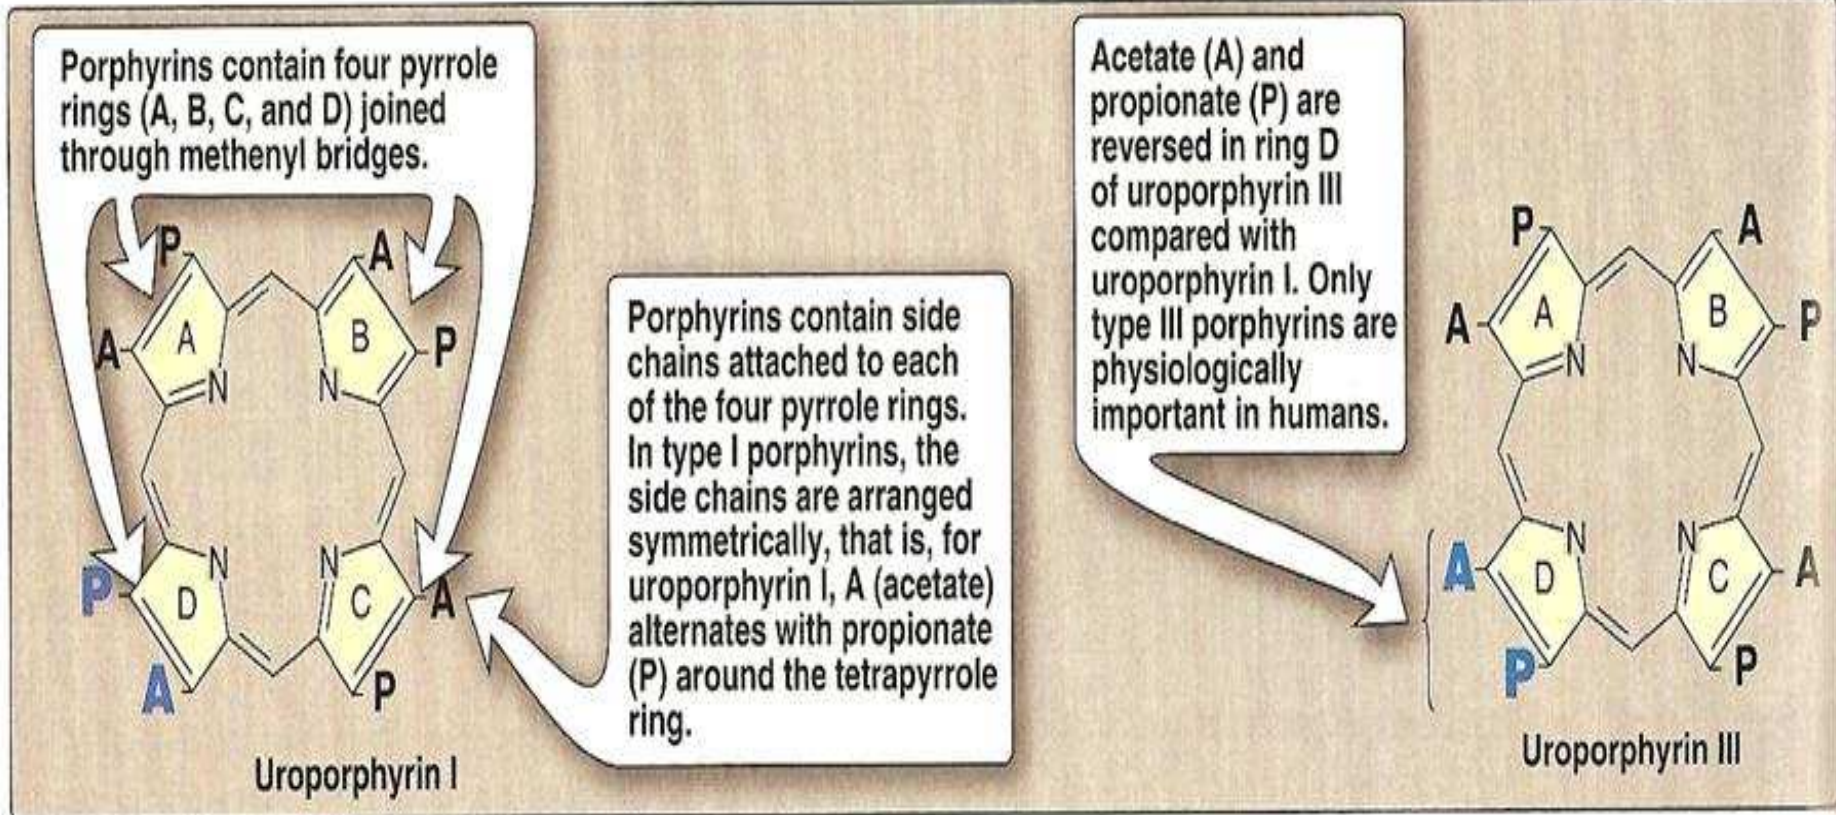 Porphyrins contain four pyrrole
rings (A, B, C, and D) joined
through methenyl bridges.
P
A
A
B
A
P
N
N
N
N
P
D
C
A
A
P
Uroporphyrin I
Porphyrins contain side
chains attached to each
of the four pyrrole rings.
In type I porphyrins, the
side chains are arranged
symmetrically, that is, for
uroporphyrin I, A (acetate)
alternates with propionate
(P) around the tetrapyrrole
ring.
Acetate (A) and
propionate (P) are
reversed in ring D
of uroporphyrin III
compared with
uroporphyrin I. Only
type III porphyrins are
physiologically
important in humans.
P
A
A
A
B
P
N
N
N
N
A
D
C
A
P
P
Uroporphyrin III